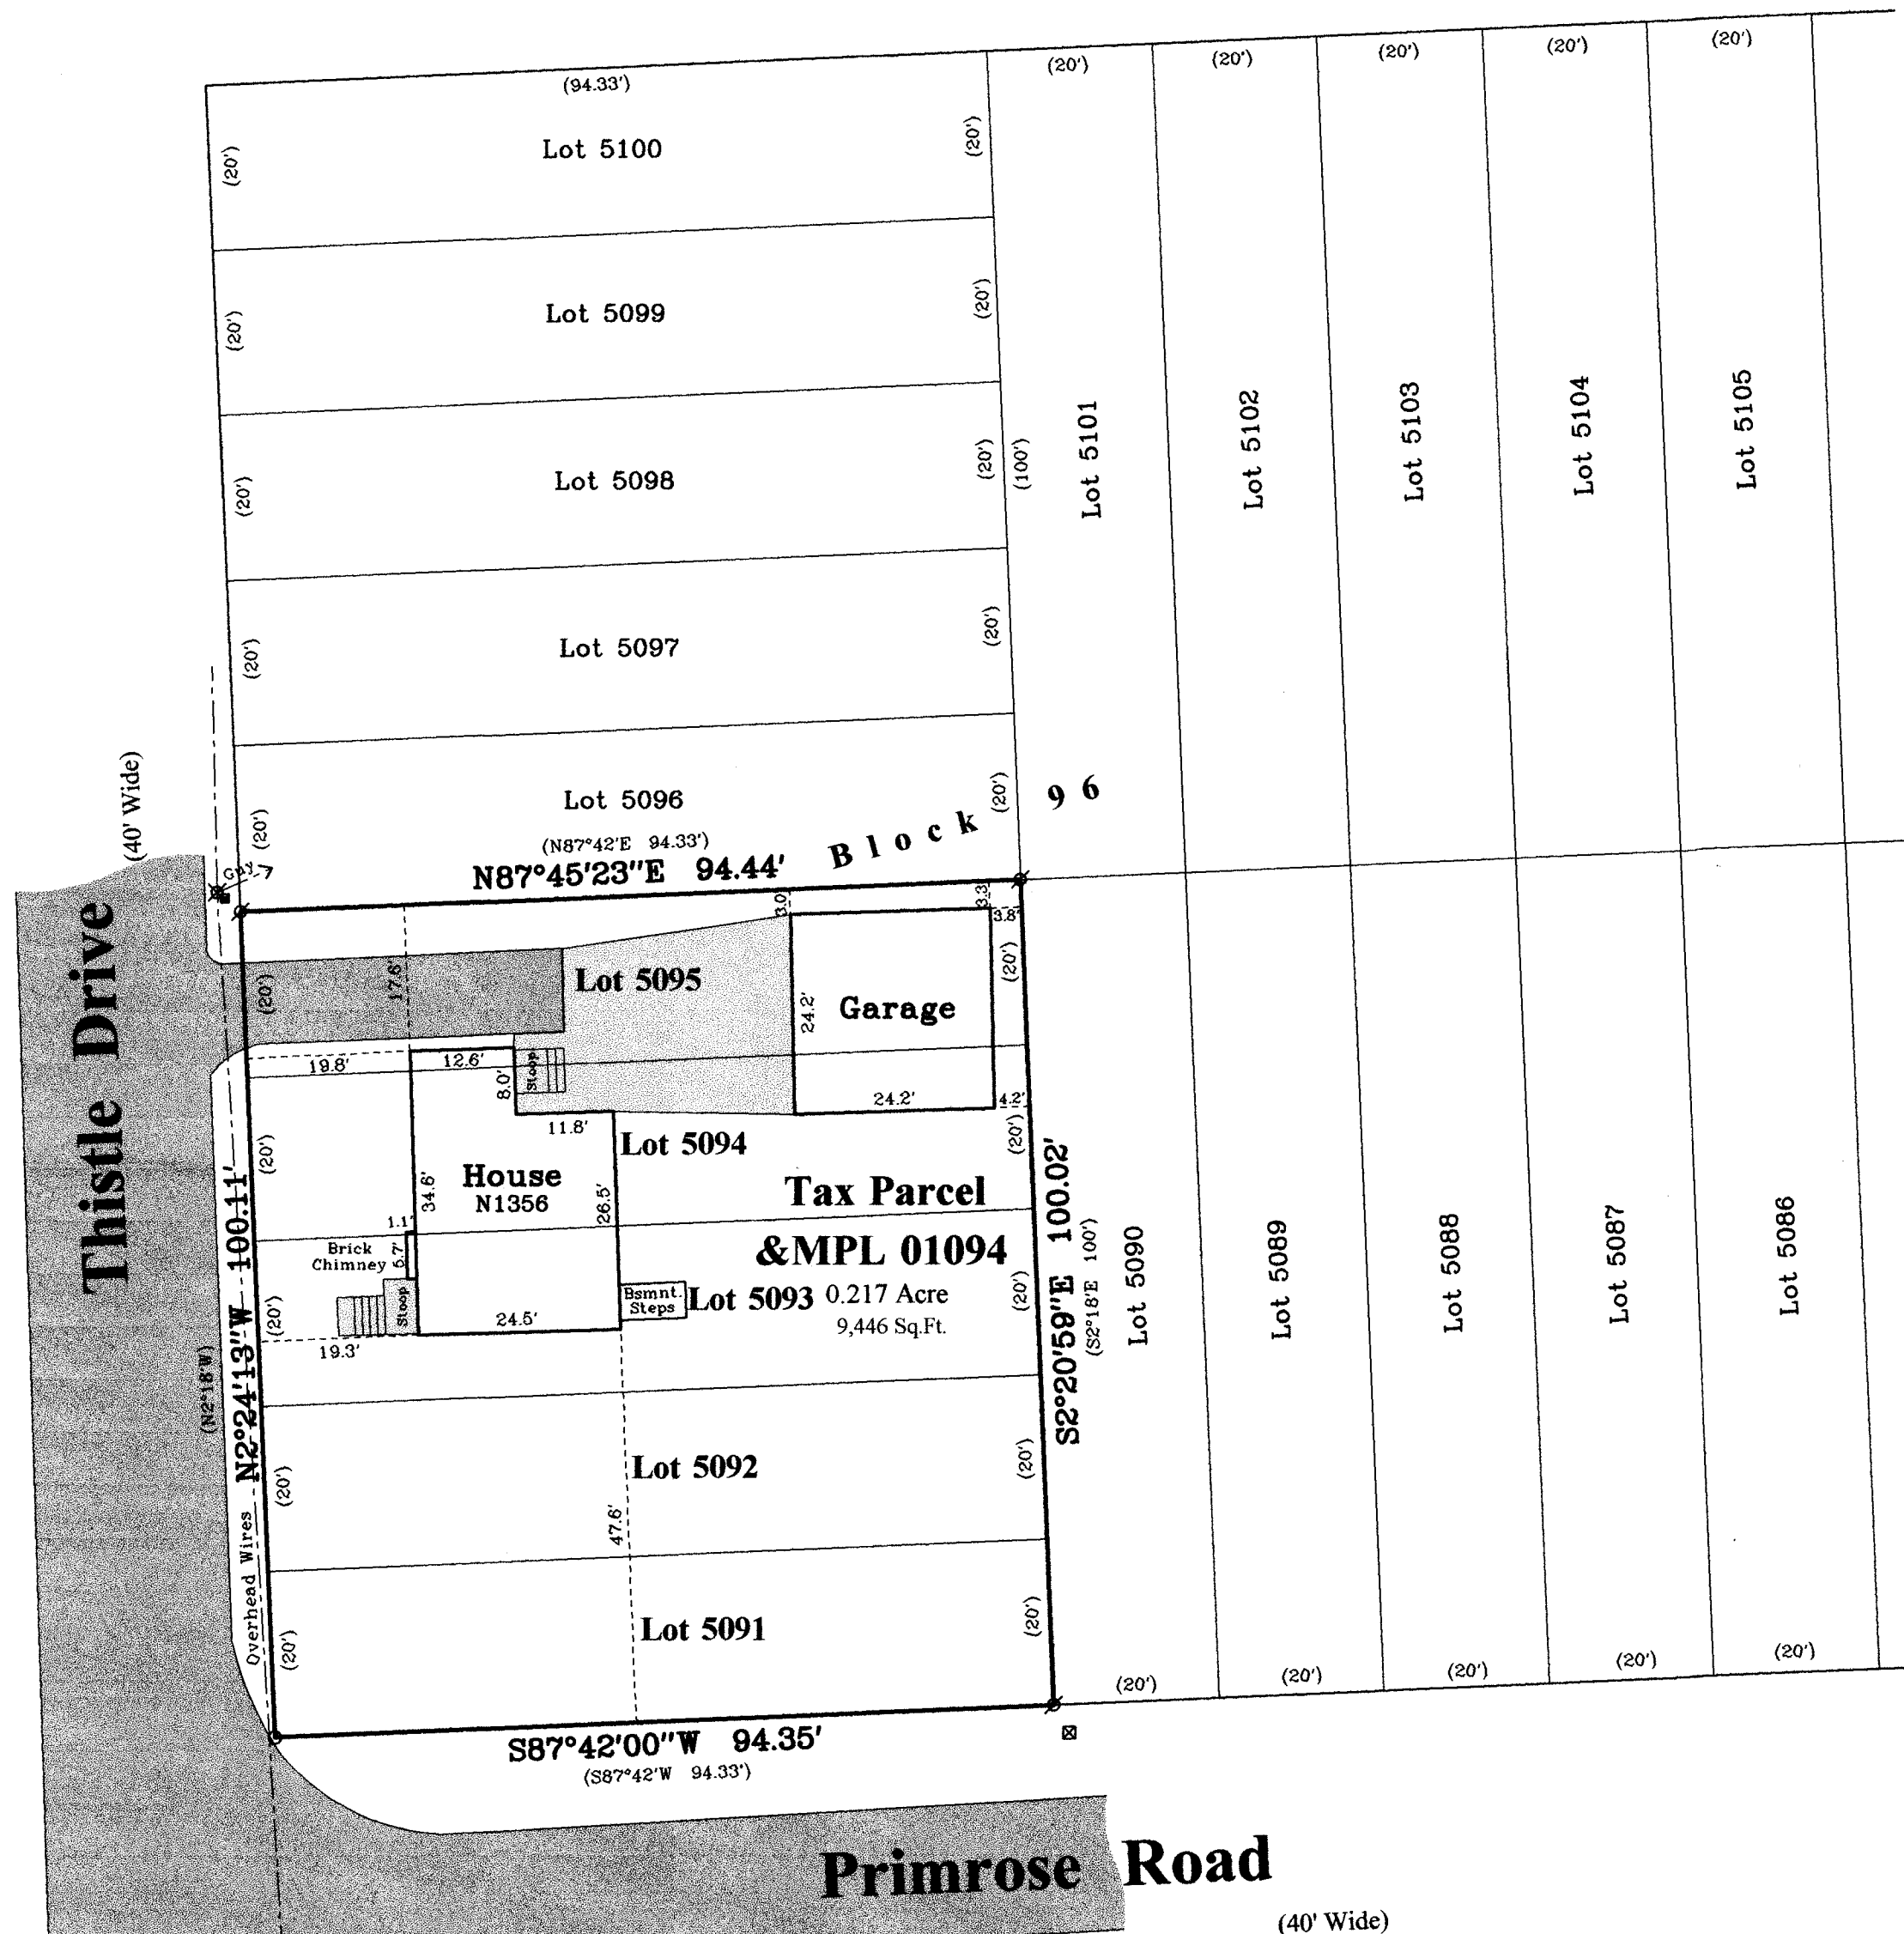 (94.33')
(20')
(20')
(20')
(20')
(20')
Lot 5100
(20')
(20')
Lot 5099
(20')
(20')
Lot 5098
(20')
(20')
(100')
Lot 5101
Lot 5102
Lot 5103
Lot 5104
Lot 5105
Lot 5097
(20')
(20')
Lot 5096
(20')
(20')
(N87°42'E 94.33')
N87°45'23"E 94.44'
Block 96
Thistle Drive
(40' Wide)
Guy
3.0'
3.3'
3.8'
(20')
17.6'
Lot 5095
(20')
24.2'
Garage
19.8'
12.6'
Stoop
8.0'
24.2'
4.2'
11.8'
Lot 5094
(20')
(20')
House
N1356
34.6'
26.5'
Tax Parcel
&MPL 01094
0.217 Acre
9,446 Sq.Ft.
1.1'
Brick
Chimney
5.7'
Stoop
Bsmnt.
Steps
Lot 5093
24.5'
19.3'
(20')
(20')
N2°24'13"W 100.11'
(N2°18'W)
S2°20'59"E 100.02'
(S2°18'E 100')
Lot 5090
Lot 5089
Lot 5088
Lot 5087
Lot 5086
Lot 5092
(20')
(20')
47.6'
Overhead Wires
Lot 5091
(20')
(20')
(20')
(20')
(20')
(20')
(20')
S87°42'00"W 94.35'
(S87°42'W 94.33')
Primrose Road
(40' Wide)